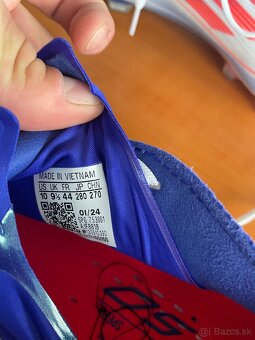 MADE IN VIETNAM
US UK FR JP CHN
10 9½ 44 280 270
01/24
© Bazos.sk